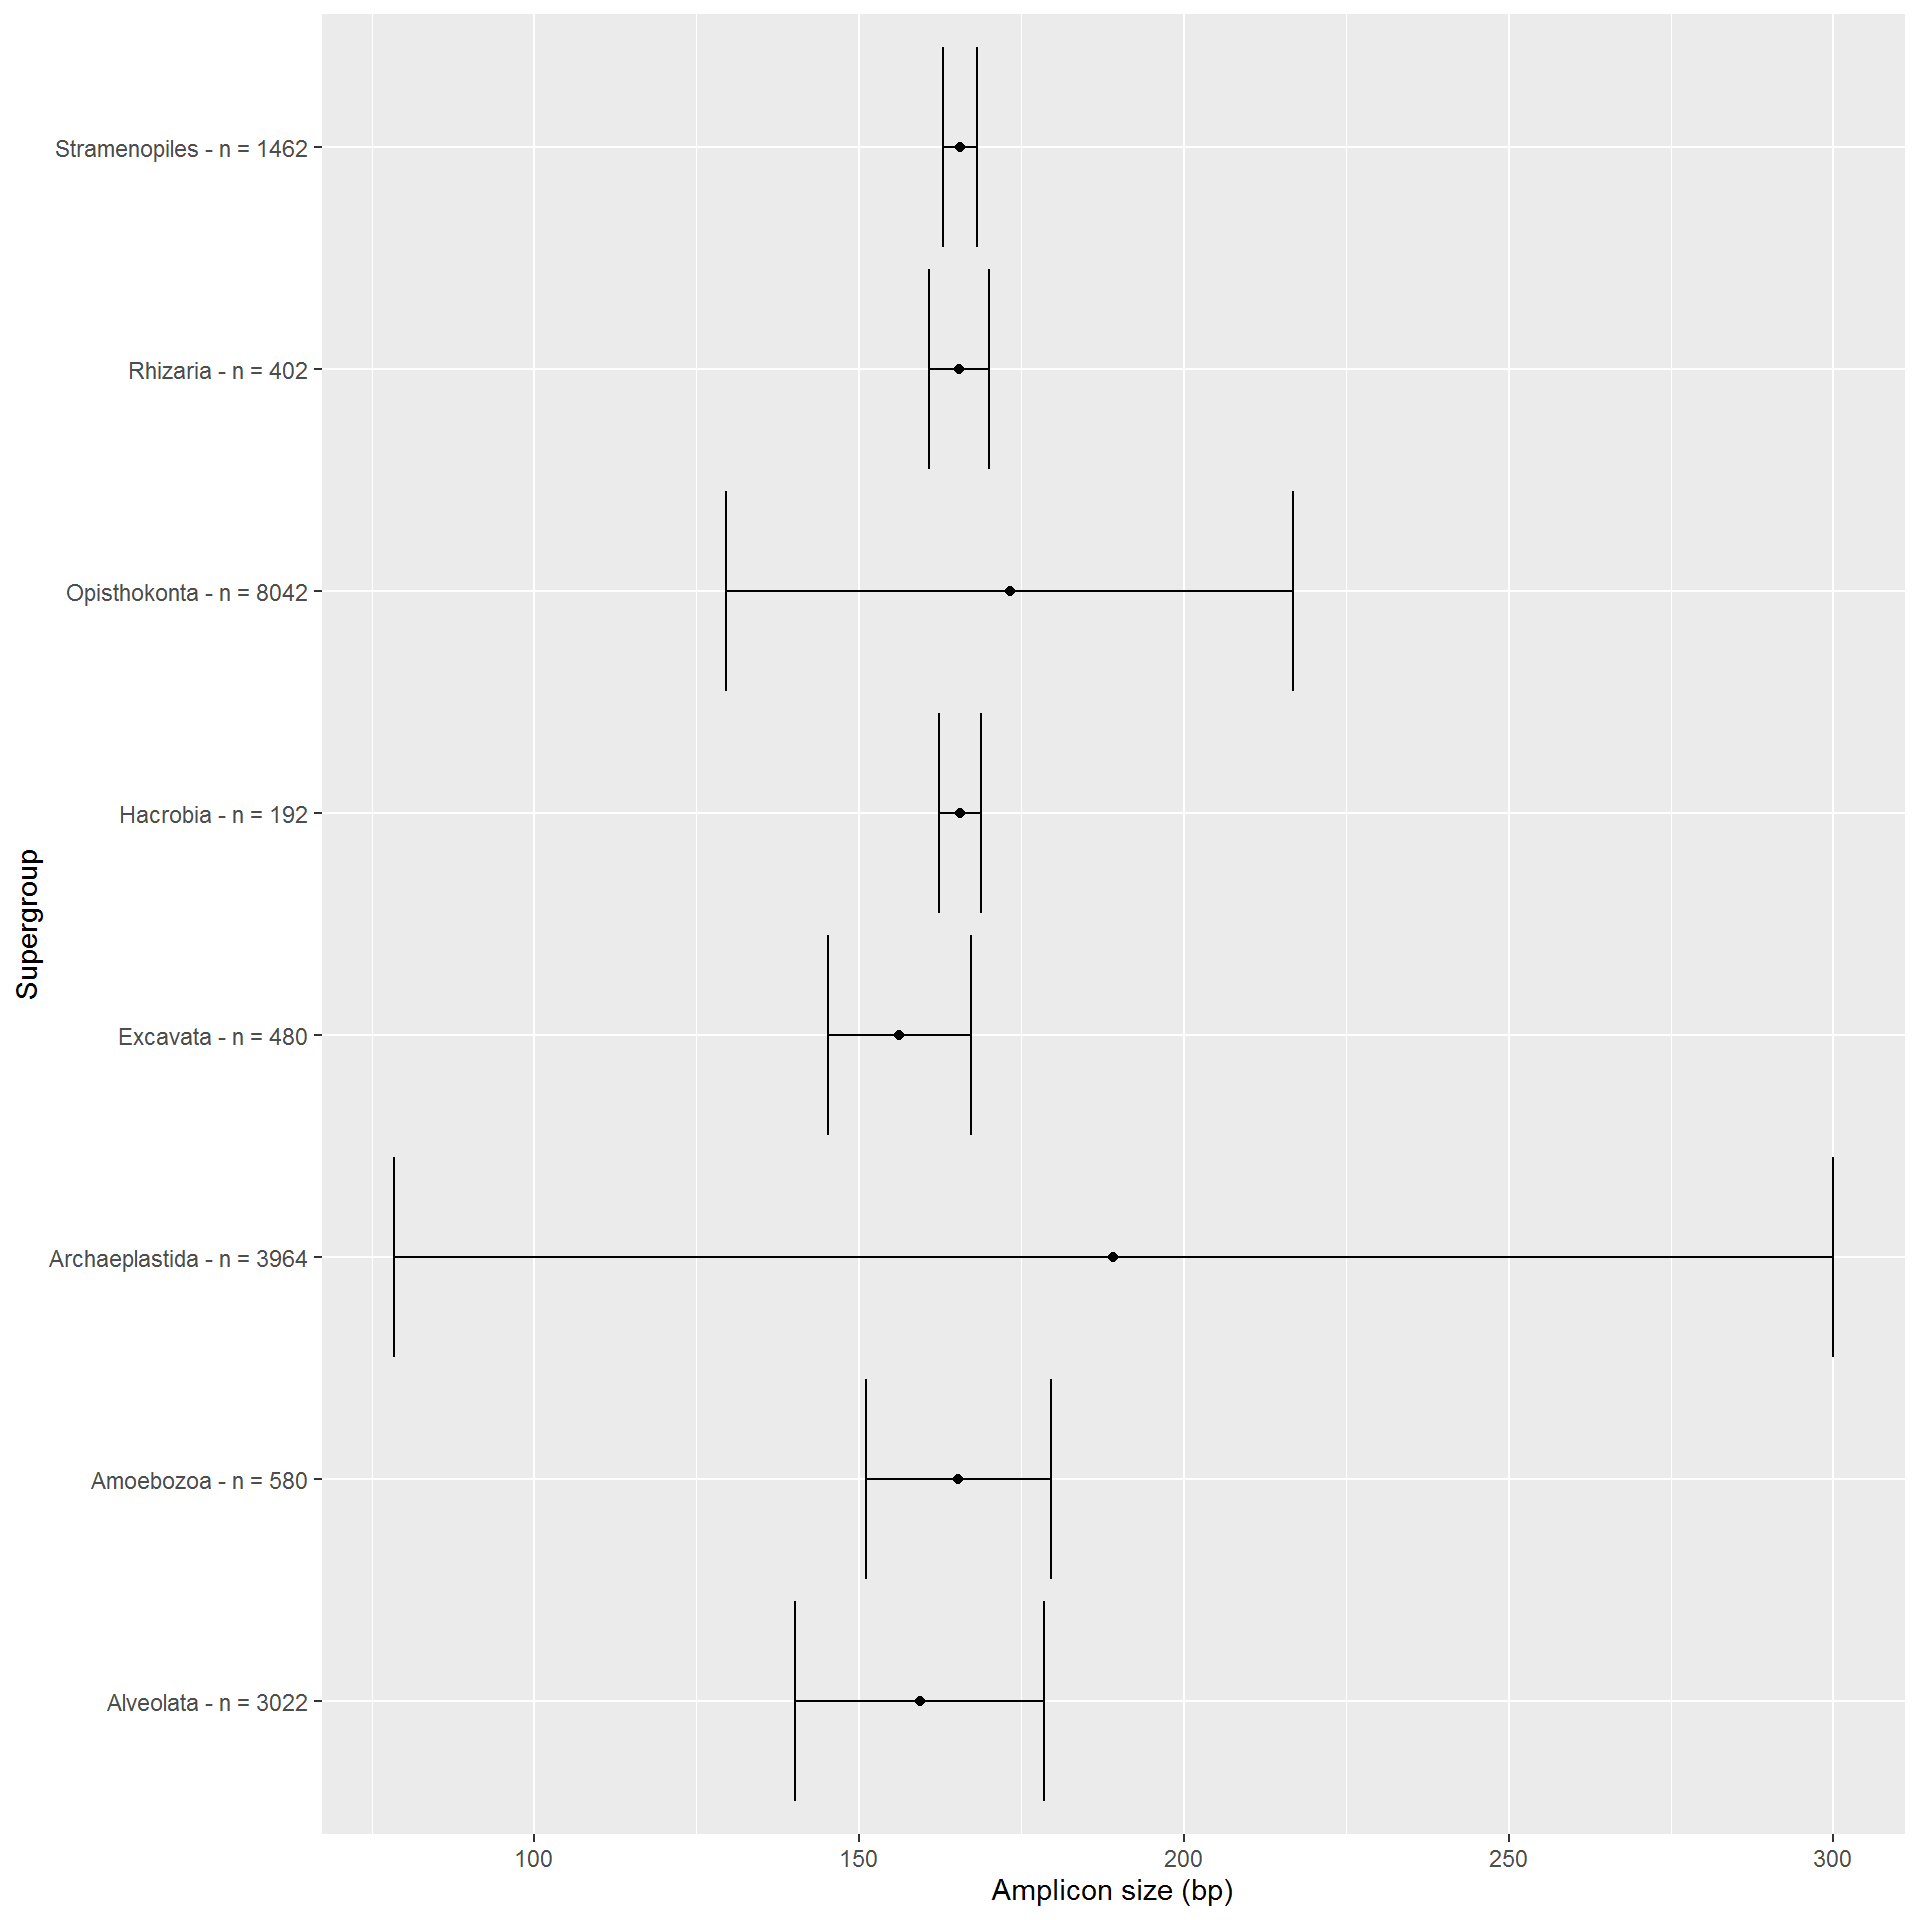 Stramenopiles - n = 1462
Rhizaria - n = 402
Opisthokonta - n = 8042
Hacrobia - n = 192
Excavata - n = 480
Archaeplastida - n = 3964
Amoebozoa - n = 580
Alveolata - n = 3022
Supergroup
100 150 200 250 300
Amplicon size (bp)